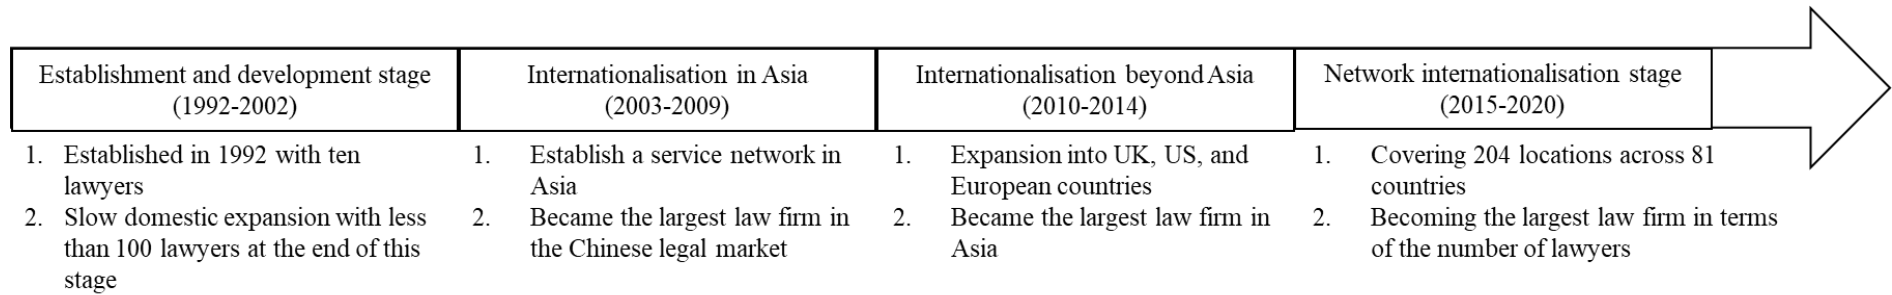 Establishment and development stage
(1992-2002)
Internationalisation in Asia
(2003-2009)
Internationalisation beyond Asia
(2010-2014)
Network internationalisation stage
(2015-2020)
1. Established in 1992 with ten
lawyers
2. Slow domestic expansion with less
than 100 lawyers at the end of this
stage
1. Establish a service network in
Asia
2. Became the largest law firm in
the Chinese legal market
1. Expansion into UK, US, and
European countries
2. Became the largest law firm in
Asia
1. Covering 204 locations across 81
countries
2. Becoming the largest law firm in terms
of the number of lawyers